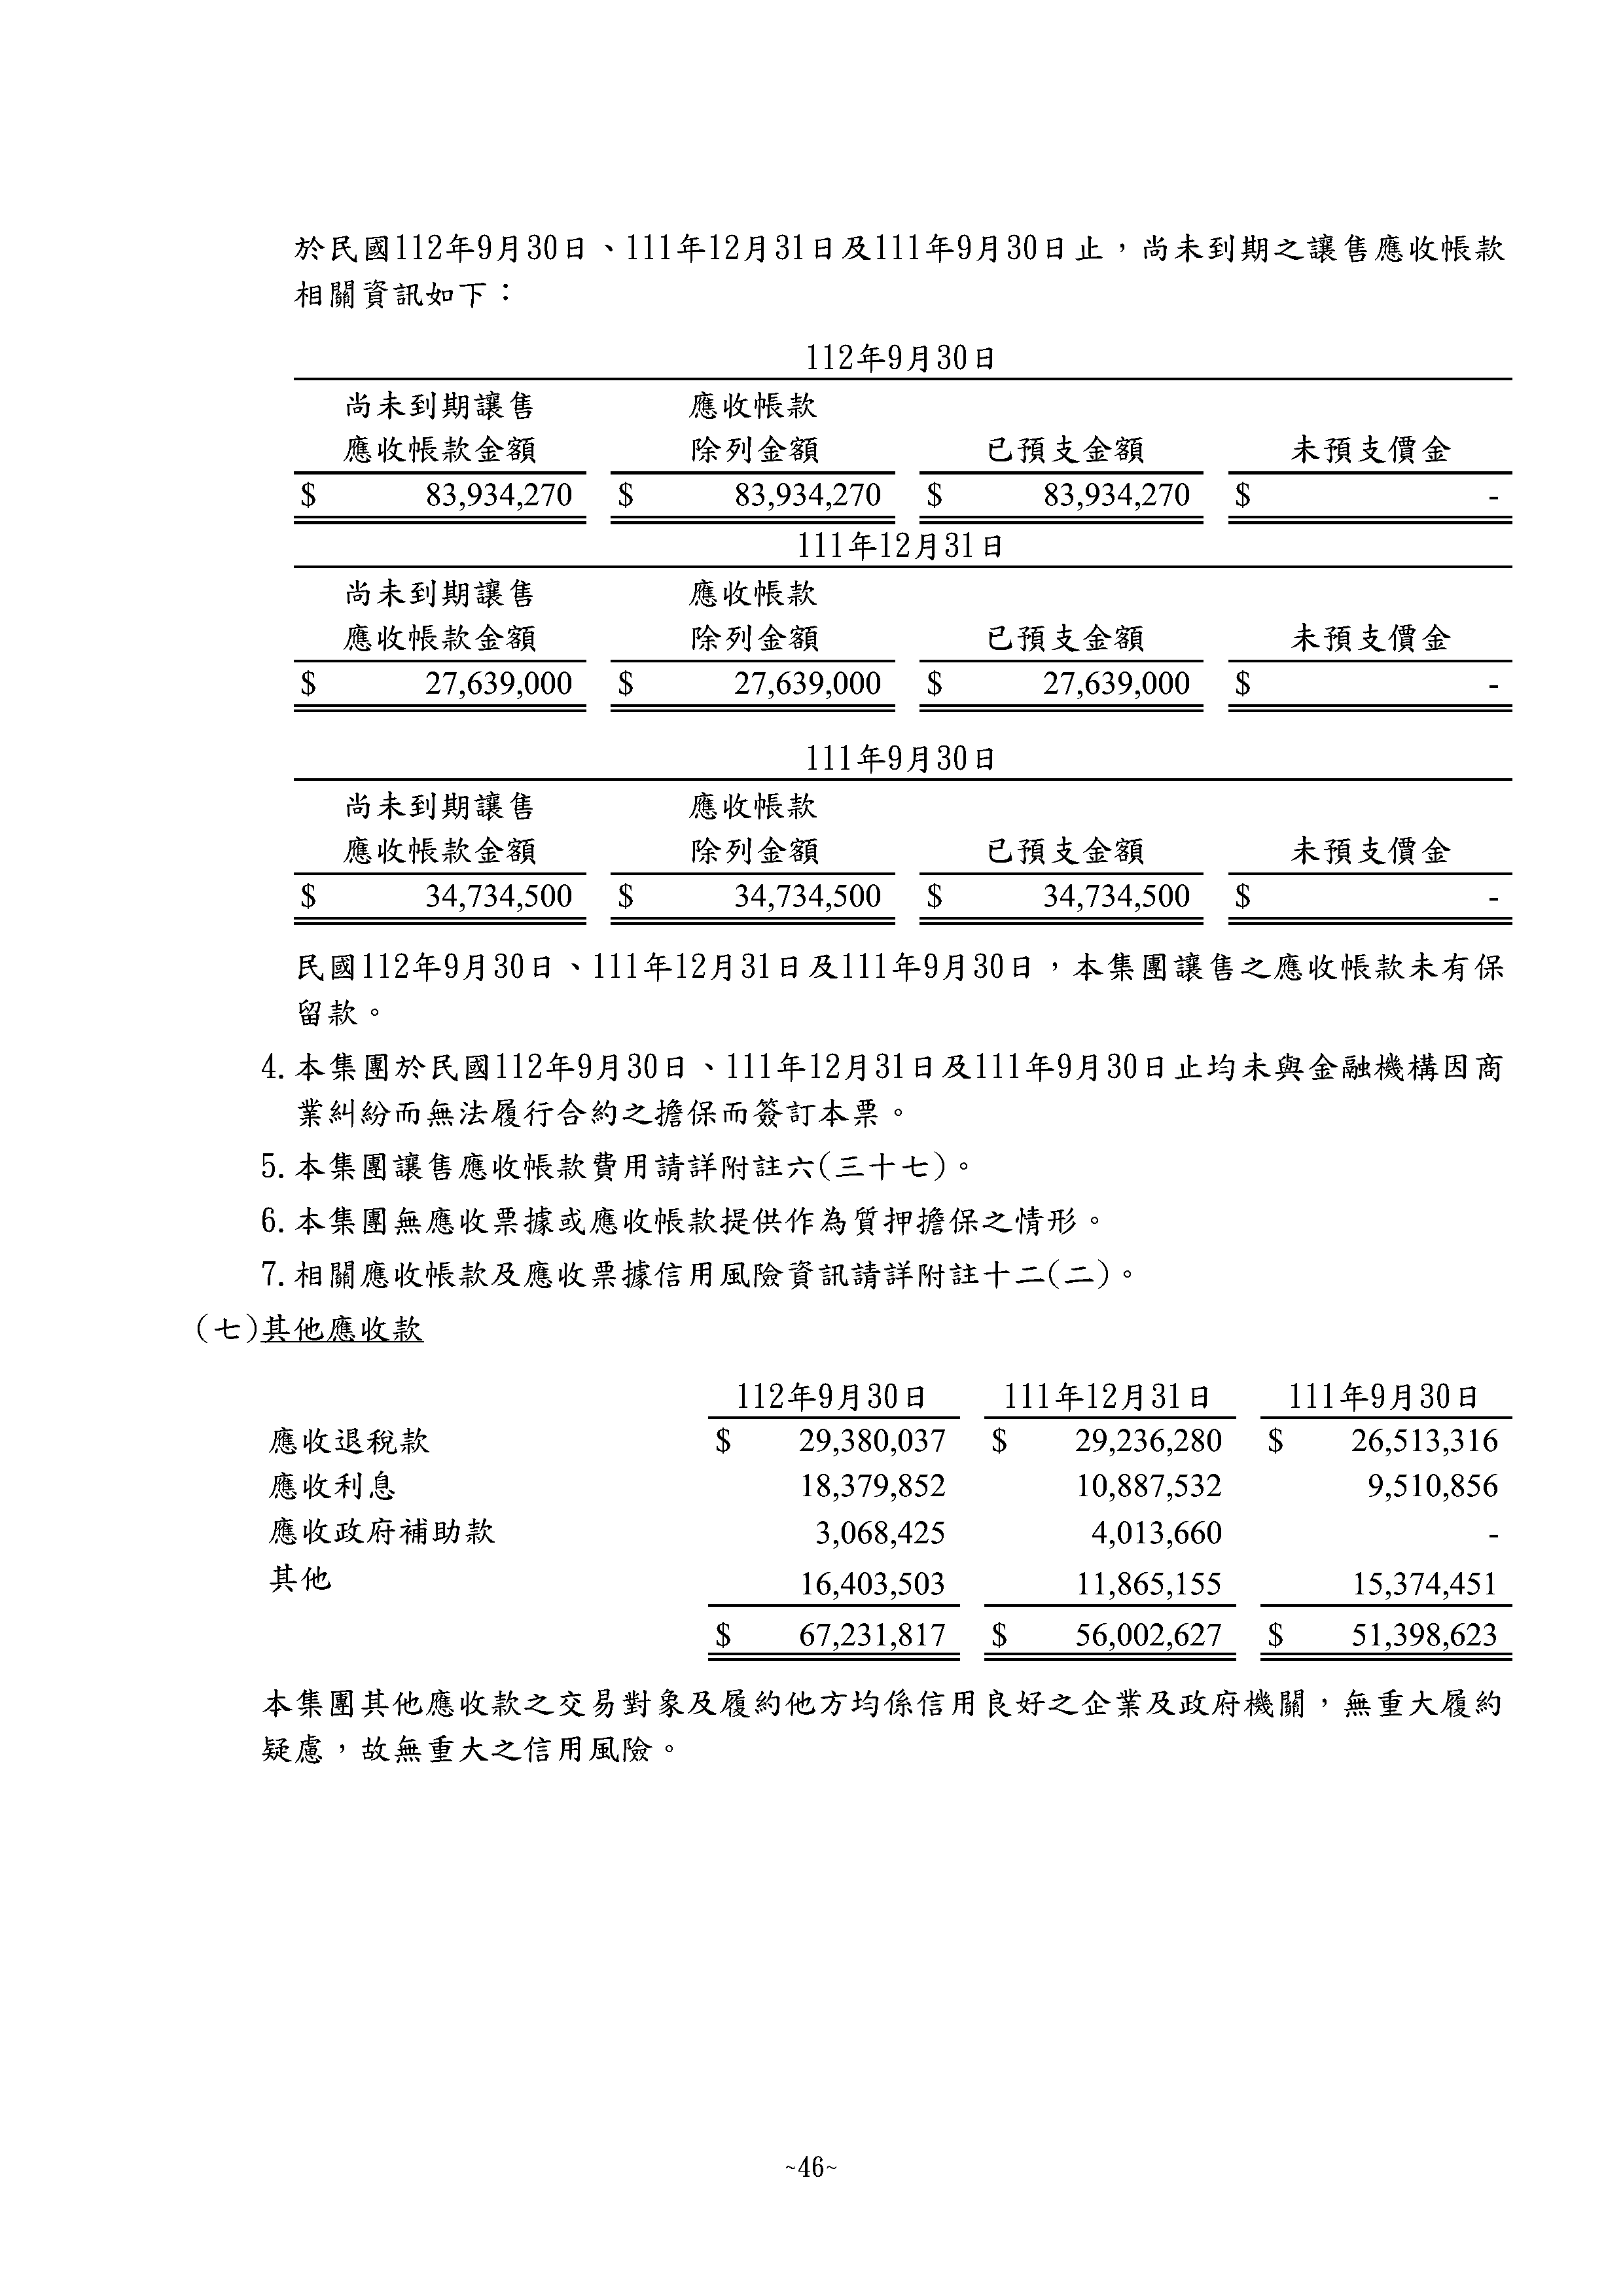 於民國112年9月30日、111年12月31日及111年9月30日止，尚未到期之讓售應收帳款
相關資訊如下：
112年9月30日
尚未到期讓售 應收帳款
應收帳款金額 除列金額 已預支金額 未預支價金
$ 83,934,270 $ 83,934,270 $ 83,934,270 $ -
111年12月31日
尚未到期讓售 應收帳款
應收帳款金額 除列金額 已預支金額 未預支價金
$ 27,639,000 $ 27,639,000 $ 27,639,000 $ -
111年9月30日
尚未到期讓售 應收帳款
應收帳款金額 除列金額 已預支金額 未預支價金
$ 34,734,500 $ 34,734,500 $ 34,734,500 $ -
民國112年9月30日、111年12月31日及111年9月30日，本集團讓售之應收帳款未有保
留款。
4.本集團於民國112年9月30日、111年12月31日及111年9月30日止均未與金融機構因商
業糾紛而無法履行合約之擔保而簽訂本票。
5.本集團讓售應收帳款費用請詳附註六(三十七)。
6.本集團無應收票據或應收帳款提供作為質押擔保之情形。
7.相關應收帳款及應收票據信用風險資訊請詳附註十二(二)。
(七)其他應收款
112年9月30日 111年12月31日 111年9月30日
應收退稅款 $ 29,380,037 $ 29,236,280 $ 26,513,316
應收利息 18,379,852 10,887,532 9,510,856
應收政府補助款 3,068,425 4,013,660 -
其他 16,403,503 11,865,155 15,374,451
$ 67,231,817 $ 56,002,627 $ 51,398,623
本集團其他應收款之交易對象及履約他方均係信用良好之企業及政府機關，無重大履約
疑慮，故無重大之信用風險。
~46~